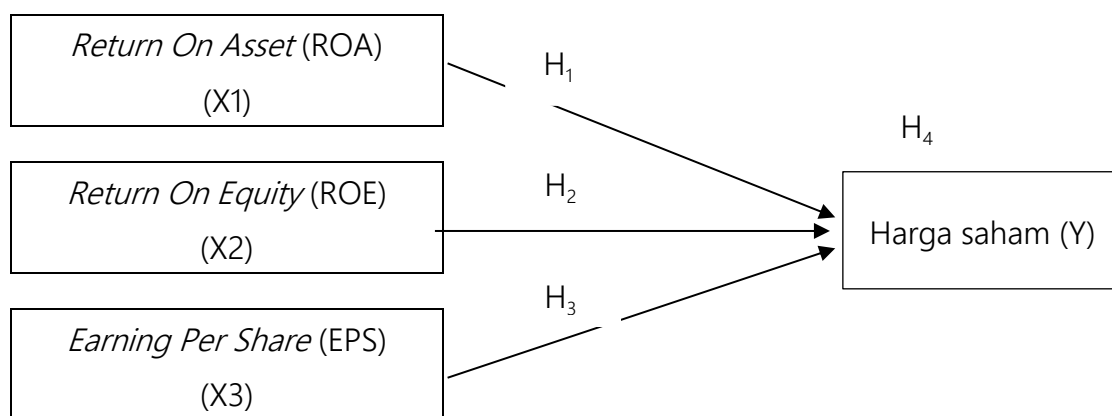 Return On Asset (ROA)
(X1)
H₁
H₄
Return On Equity (ROE)
(X2)
H₂
Harga saham (Y)
H₃
Earning Per Share (EPS)
(X3)